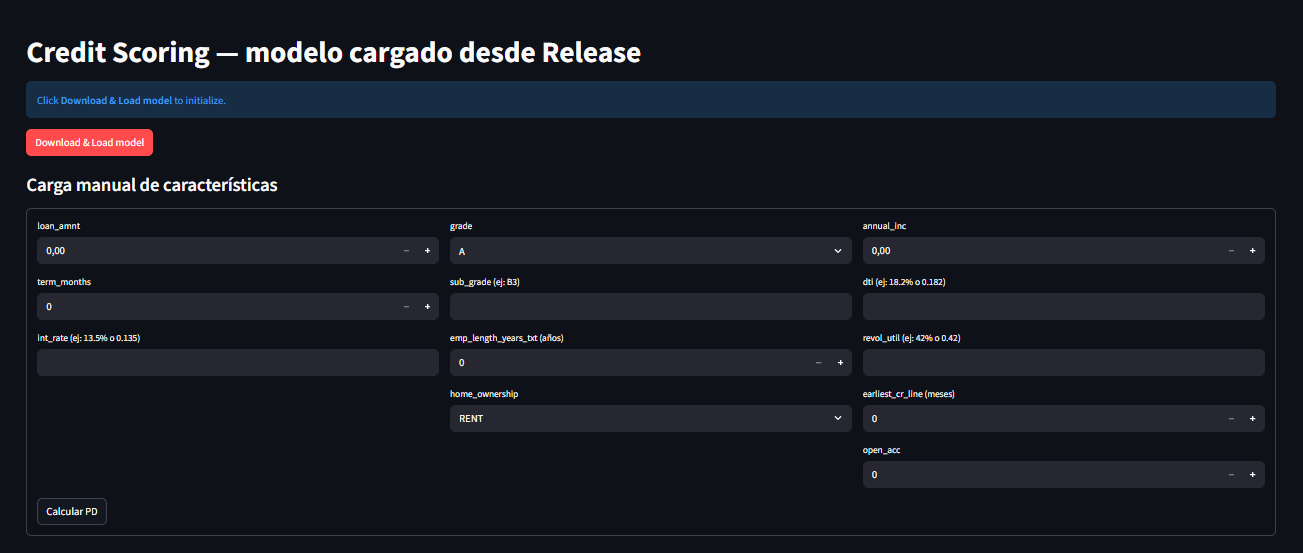 Credit Scoring — modelo cargado desde Release
Click Download & Load model to initialize.
Download & Load model
Carga manual de características
loan_amnt
0,00
− +
term_months
0
− +
int_rate (ej: 13.5% o 0.135)
grade
A
sub_grade (ej: B3)
emp_length_years_txt (años)
0
− +
home_ownership
RENT
annual_inc
0,00
− +
dti (ej: 18.2% o 0.182)
revol_util (ej: 42% o 0.42)
earliest_cr_line (meses)
0
− +
open_acc
0
− +
Calcular PD